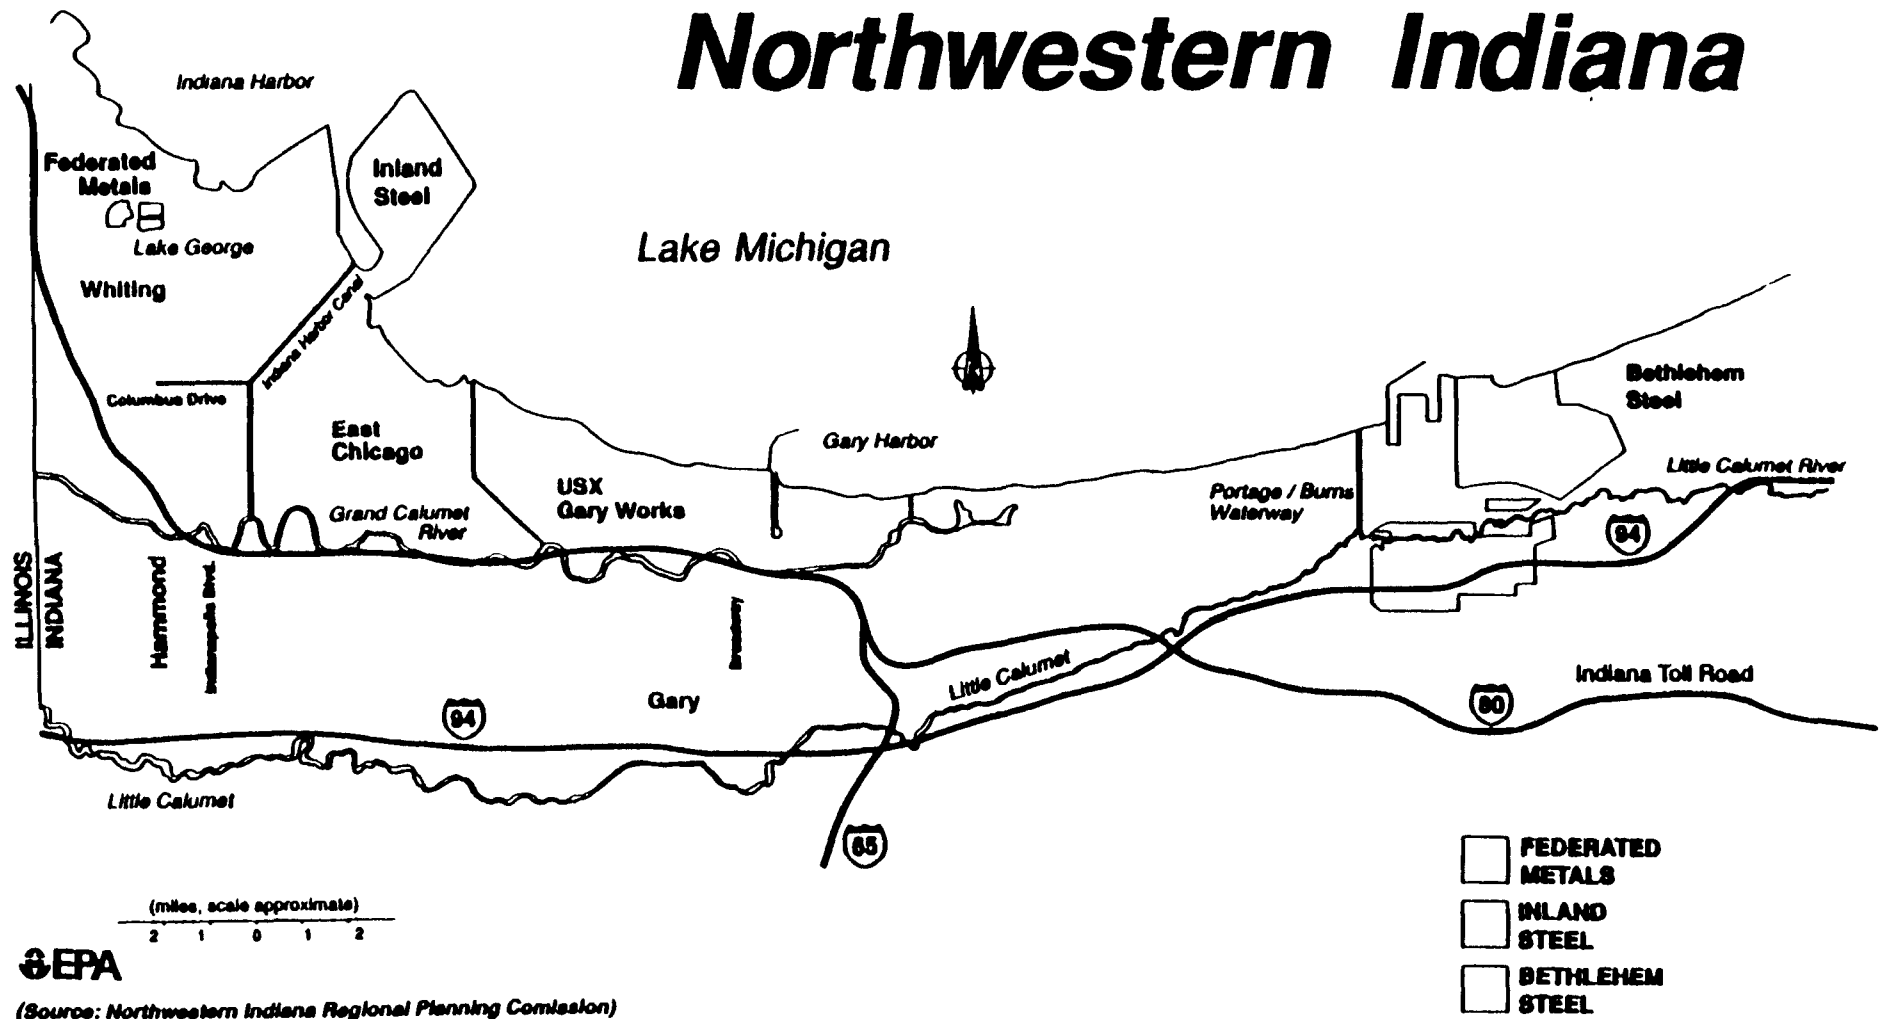 Northwestern Indiana
Indiana Harbor
Federated
Metals
Inland
Steel
Lake George
Lake Michigan
Whiting
Indiana Harbor Canal
Columbus Drive
East
Chicago
Gary Harbor
Bethlehem
Steel
USX
Gary Works
Grand Calumet
River
Portage / Burns
Waterway
Little Calumet River
94
ILLINOIS
INDIANA
Hammond
Indianapolis Blvd.
Broadway
Little Calumet
Indiana Toll Road
Gary
94
80
Little Calumet
65
FEDERATED
METALS
INLAND
STEEL
BETHLEHEM
STEEL
(miles, scale approximate)
2 1 0 1 2
EPA
(Source: Northwestern Indiana Regional Planning Comission)